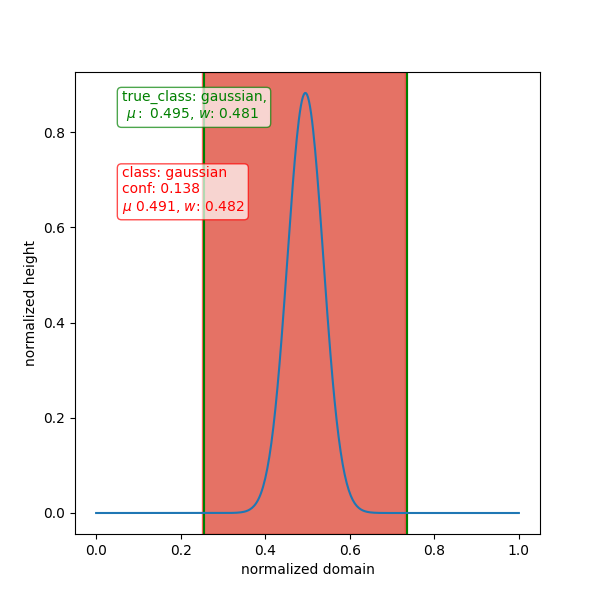 true_class: gaussian,
μ: 0.495, w: 0.481
class: gaussian
conf: 0.138
μ 0.491, w: 0.482
normalized height
0.8
0.6
0.4
0.2
0.0
0.0 0.2 0.4 0.6 0.8 1.0
normalized domain